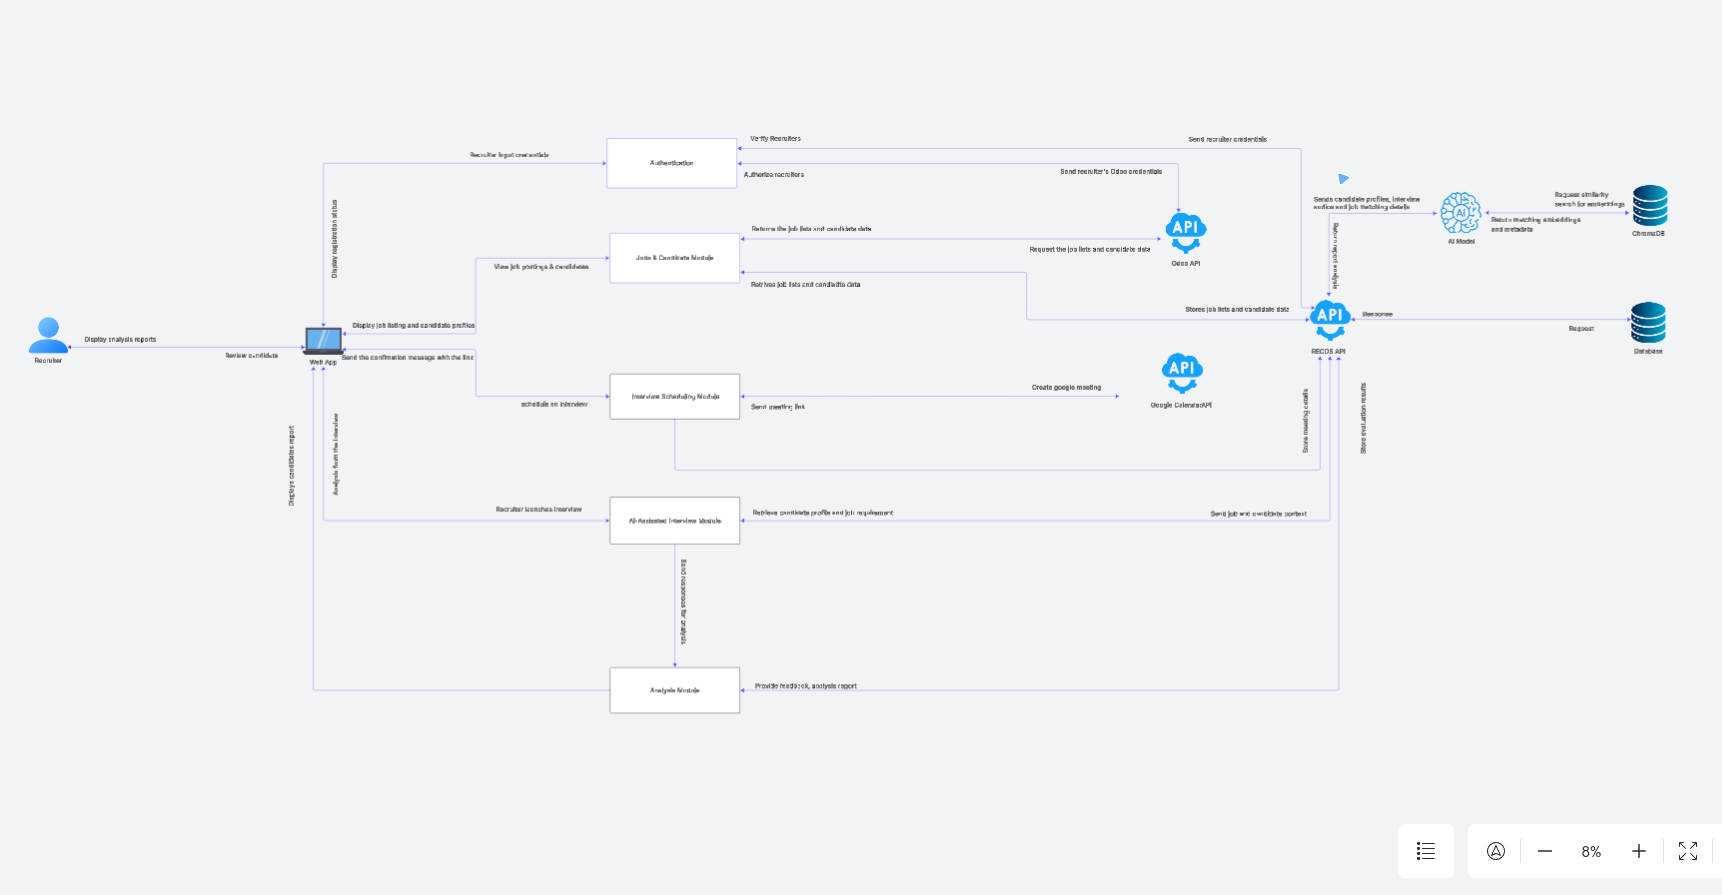 Verify Recruiters
Send recruiter credentials
Recruiter input credentials
Authentication
Authorize recruiters
Send recruiter's Odoo credentials
Display registration status
Sends candidate profiles, interview
audios and job matching details
Request similarity
search for embeddings
AI
Return matching embeddings
and metadata
AI Model
ChromaDB
API
Odoo API
Returns the job lists and candidate data
Request the job lists and candidate data
View job postings & candidates
Jobs & Candidate Module
Retrives job lists and candiadte data
Stores job lists and candidate data
API
RECOS API
Request
Database
Display job listing and candidate profiles
Display analysis reports
Review candidate
Recruiter
Web App
Send the confirmation message with the link
schedule an interview
Interview Scheduling Module
Create google meeting
Send meeting link
API
Google CalendarAPI
Store meeting details
Store evaluation results
Displays candidates report
Analysis from the interview
Recruiter launches interview
AI-Assisted Interview Module
Retrieve candidate profile and job requirement
Send job and candidate context
Send responses for analysis
Analysis Module
Provide feedback, analysis report
8%